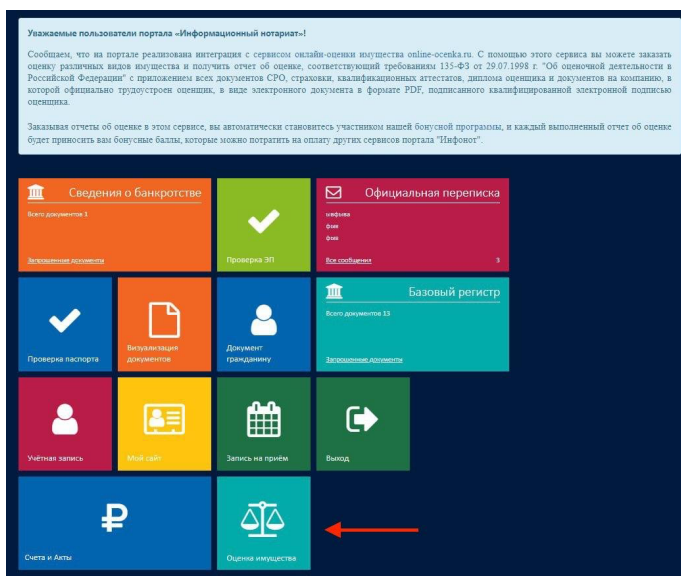 Уважаемые пользователи портала «Информационный нотариат»!
Сообщаем, что на портале реализована интеграция с сервисом онлайн-оценки имущества online-ocenka.ru. С помощью этого сервиса вы можете заказать
оценку различных видов имущества и получить отчет об оценке, соответствующий требованиям 135-ФЗ от 29.07.1998 г. "Об оценочной деятельности в
Российской Федерации" с приложением всех документов СРО, страховки, квалификационных аттестатов, диплома оценщика и документов на компанию, в
которой официально трудоустроен оценщик, в виде электронного документа в формате PDF, подписанного квалифицированной электронной подписью
оценщика.
Заказывая отчеты об оценке в этом сервисе, вы автоматически становитесь участником нашей бонусной программы, и каждый выполненный отчет об оценке
будет приносить вам бонусные баллы, которые можно потратить на оплату других сервисов портала "Инфонот".
Сведения о банкротстве
Всего документов 1
Запрошенные документы
Проверка ЭП
Официальная переписка
Все сообщения 3
Проверка паспорта
Визуализация
документов
Документ
гражданину
Базовый регистр
Всего документов 13
Запрошенные документы
Учётная запись
Мой сайт
Запись на приём
Выход
Счета и Акты
Оценка имущества